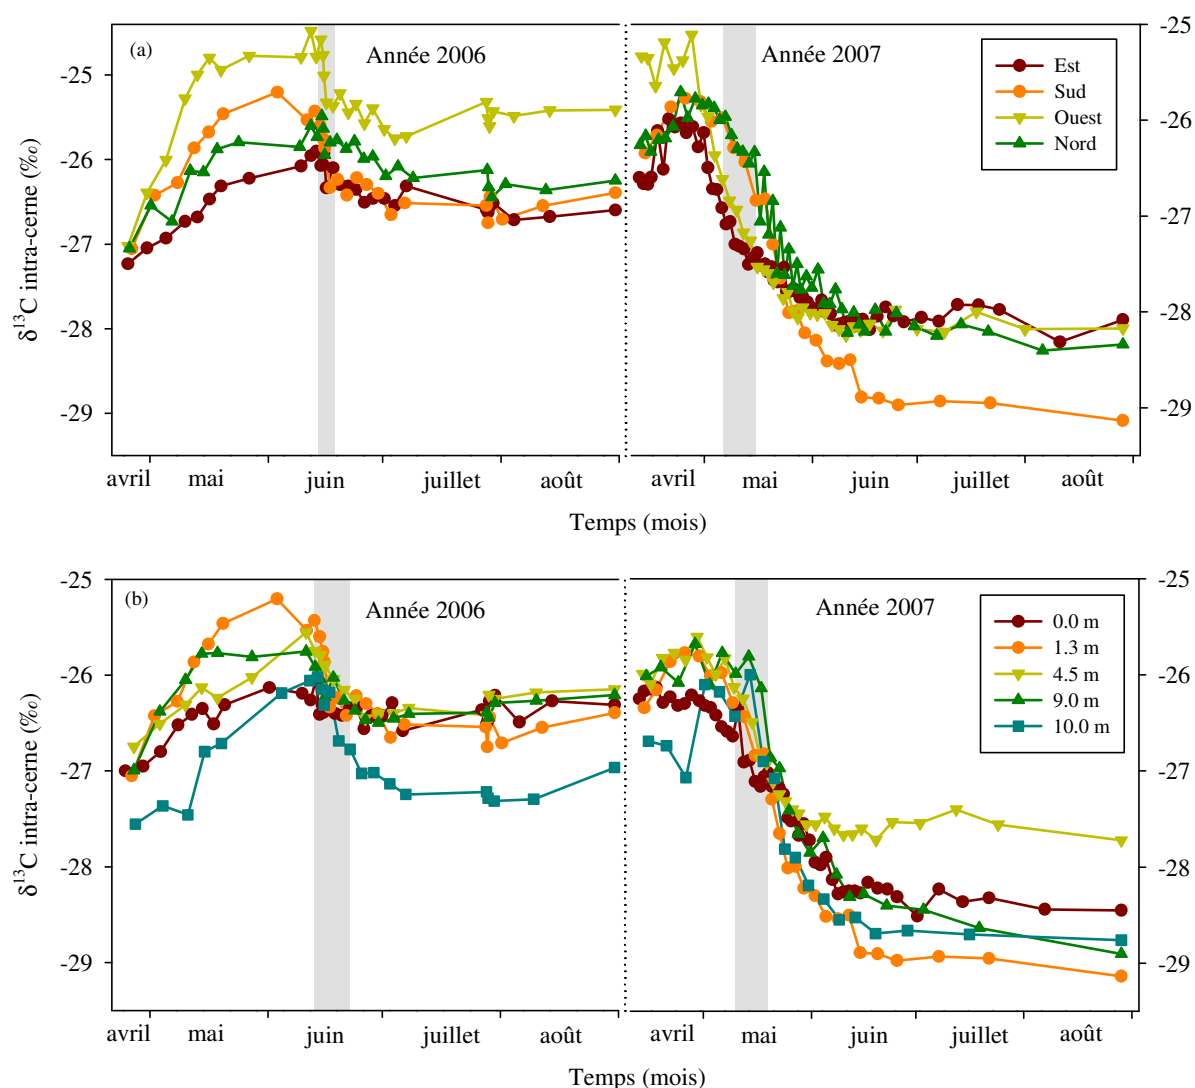 (a)
Année 2006
Année 2007
Est
Sud
Ouest
Nord
-25
-26
-27
-28
-29
δ13C intra-cerne (‰)
-25
-26
-27
-28
-29
avril mai juin juillet août avril mai juin juillet août
Temps (mois)
(b)
Année 2006
Année 2007
0.0 m
1.3 m
4.5 m
9.0 m
10.0 m
-25
-26
-27
-28
-29
δ13C intra-cerne (‰)
-25
-26
-27
-28
-29
avril mai juin juillet août avril mai juin juillet août
Temps (mois)